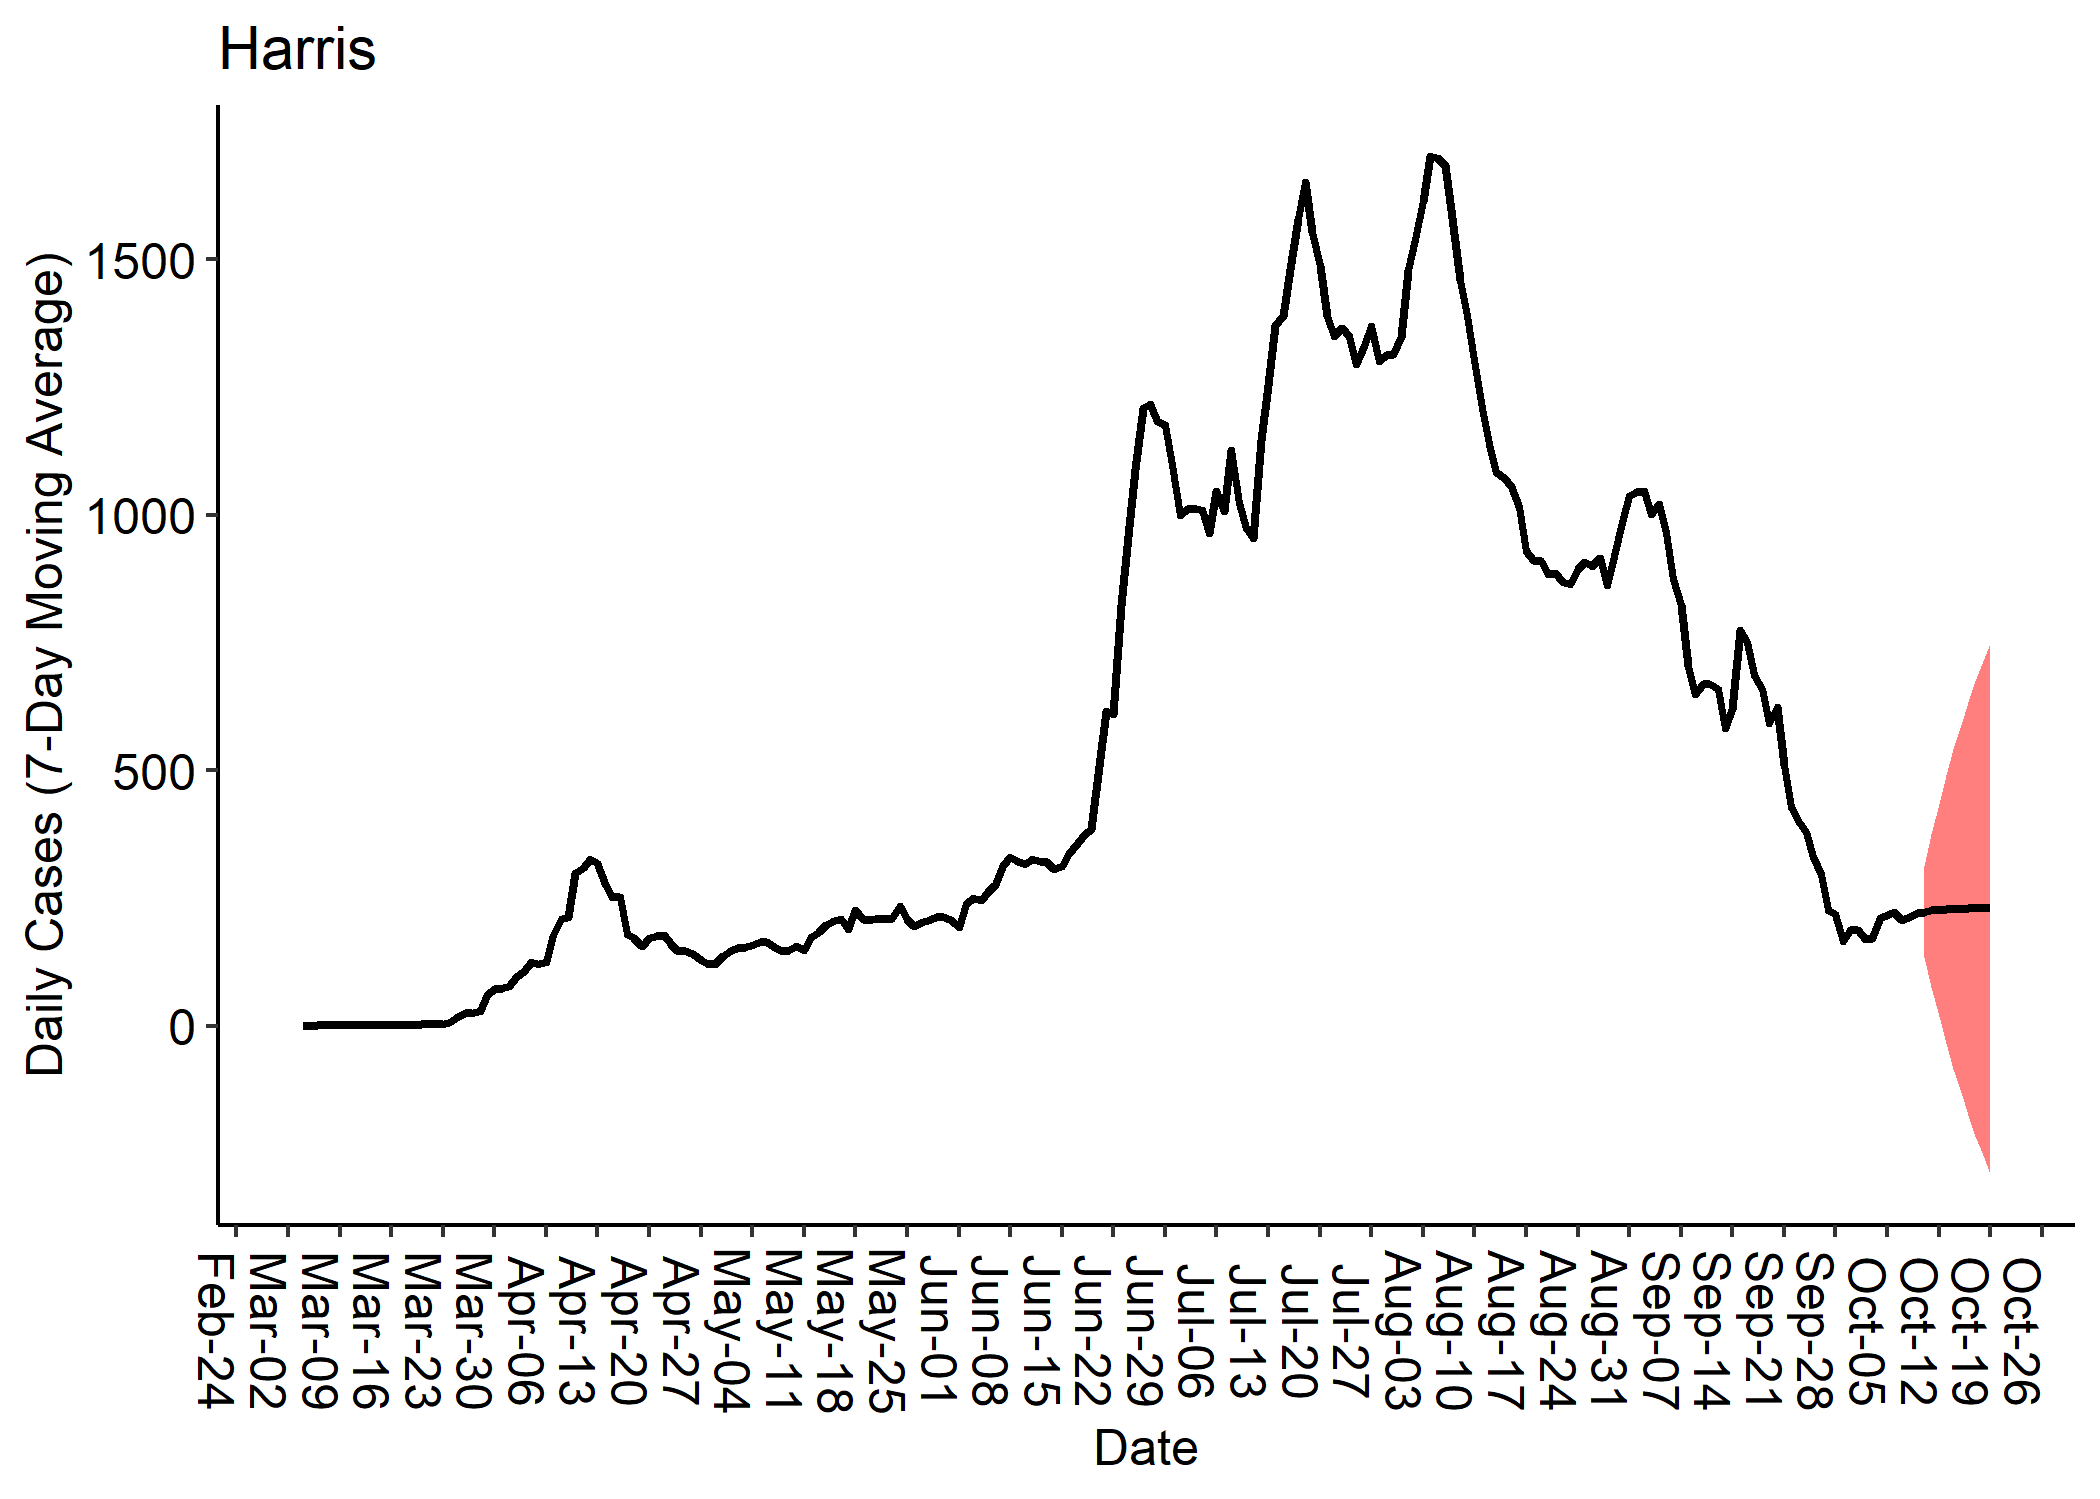 Harris
Daily Cases (7-Day Moving Average)
1500
1000
500
0
Feb-24
Mar-02
Mar-09
Mar-16
Mar-23
Mar-30
Apr-06
Apr-13
Apr-20
Apr-27
May-04
May-11
May-18
May-25
Jun-01
Jun-08
Jun-15
Jun-22
Jun-29
Jul-06
Jul-13
Jul-20
Jul-27
Aug-03
Aug-10
Aug-17
Aug-24
Aug-31
Sep-07
Sep-14
Sep-21
Sep-28
Oct-05
Oct-12
Oct-19
Oct-26
Date